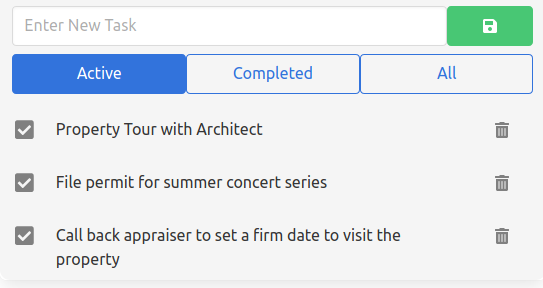 Enter New Task
Active Completed All
Property Tour with Architect
File permit for summer concert series
Call back appraiser to set a firm date to visit the
property